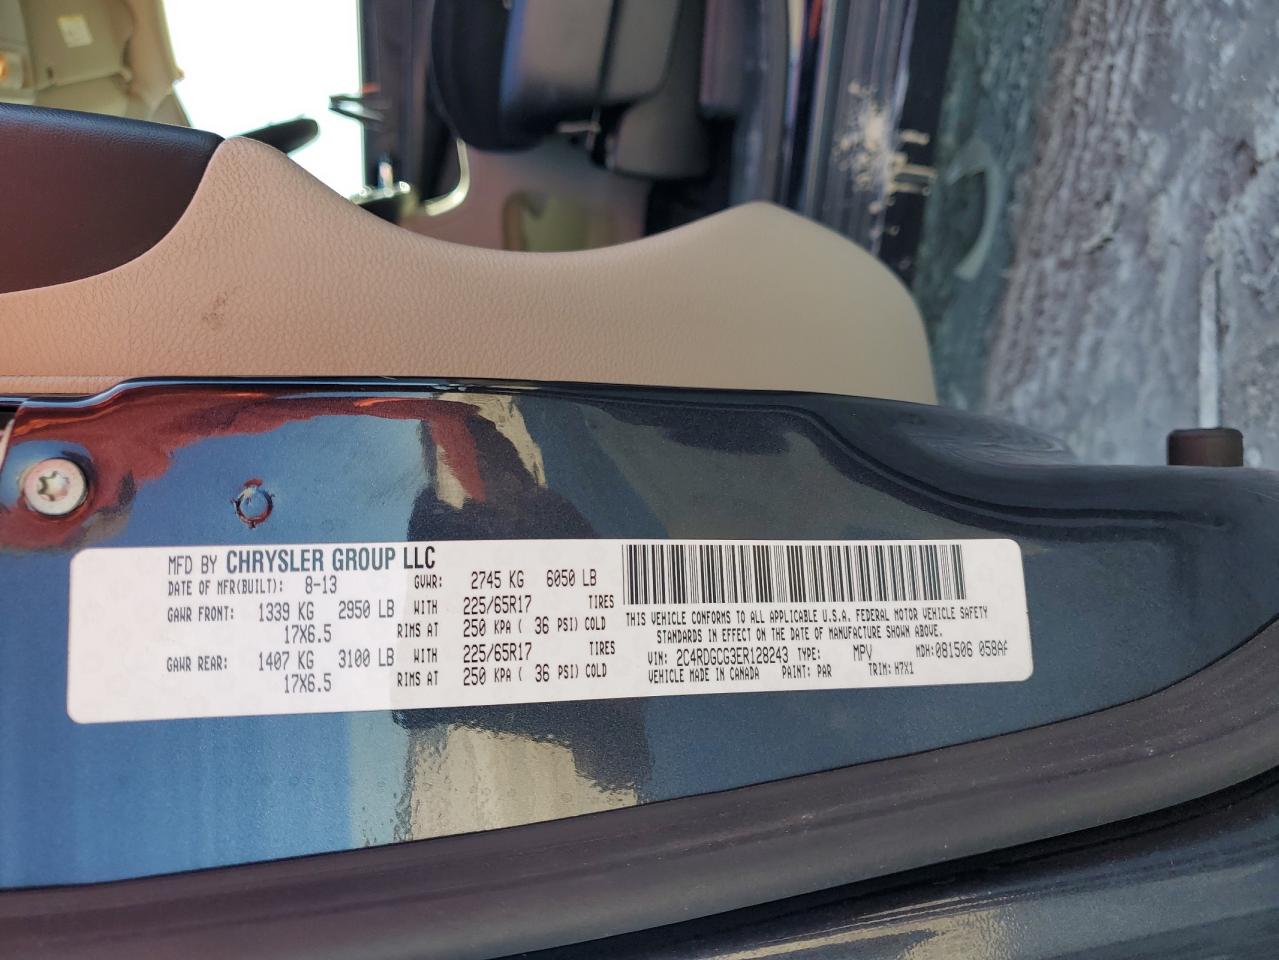 MFD BY CHRYSLER GROUP LLC
DATE OF MFR(BUILT): 8-13 GVWR: 2745 KG 6050 LB
GAWR FRONT: 1339 KG 2950 LB WITH 225/65R17 TIRES
17X6.5 RIMS AT 250 KPA ( 36 PSI) COLD
GAWR REAR: 1407 KG 3100 LB WITH 225/65R17 TIRES
17X6.5 RIMS AT 250 KPA ( 36 PSI) COLD
THIS VEHICLE CONFORMS TO ALL APPLICABLE U.S.A. FEDERAL MOTOR VEHICLE SAFETY
STANDARDS IN EFFECT ON THE DATE OF MANUFACTURE SHOWN ABOVE.
VIN: 2C4RDGCG3ER128243 TYPE: MPV MDH: 081506 058AF
VEHICLE MADE IN CANADA PAINT: PAR TRIM: H7X1